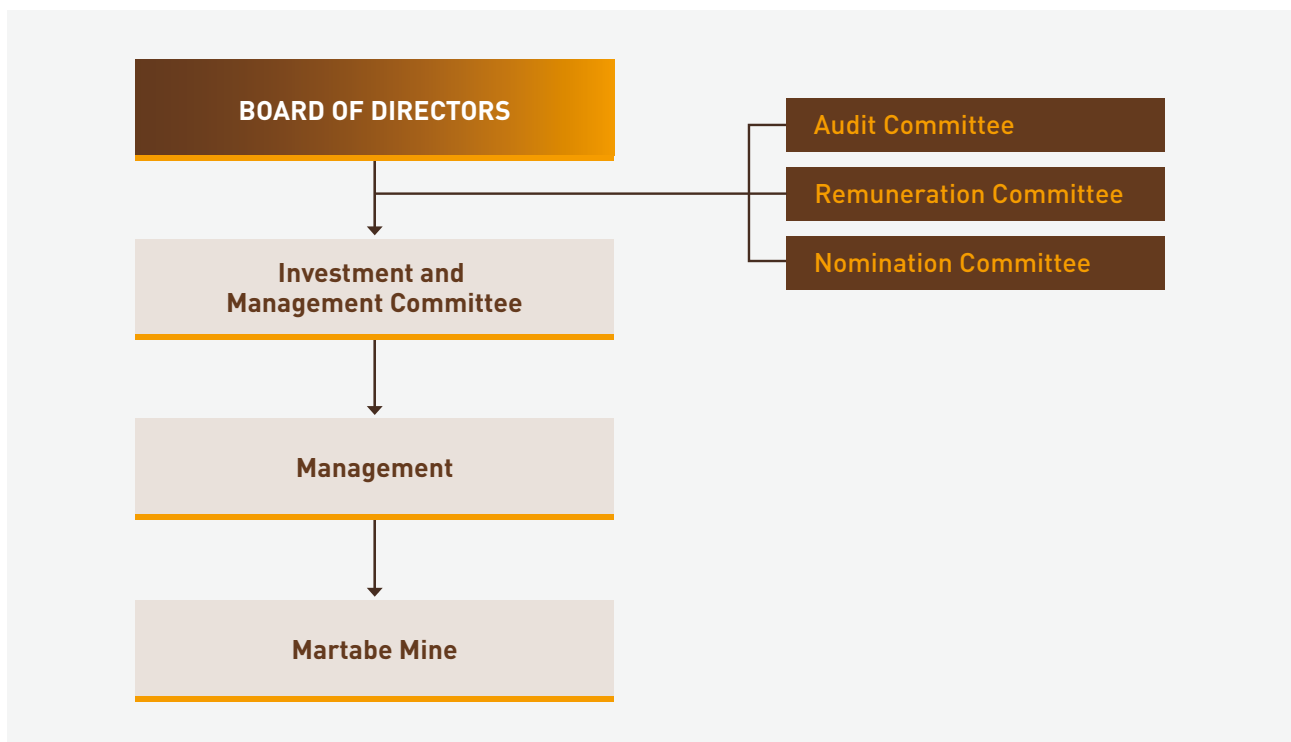 BOARD OF DIRECTORS
Audit Committee
Remuneration Committee
Nomination Committee
Investment and
Management Committee
Management
Martabe Mine